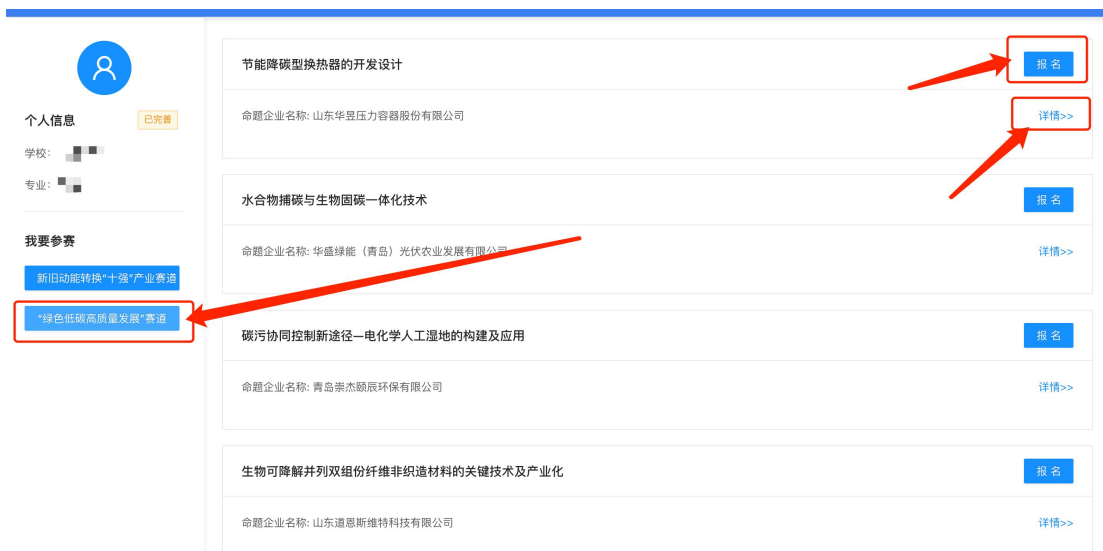 节能降碳型换热器的开发设计
报 名
个人信息
已完善
命题企业名称: 山东华昱压力容器股份有限公司
详情>>
学校：
专业：
水合物捕碳与生物固碳一体化技术
报 名
我要参赛
命题企业名称: 华盛绿能（青岛）光伏农业发展有限公司
详情>>
新旧动能转换“十强”产业赛道
“绿色低碳高质量发展”赛道
碳污协同控制新途径—电化学人工湿地的构建及应用
报 名
命题企业名称: 青岛崇杰颐辰环保有限公司
详情>>
生物可降解并列双组份纤维非织造材料的关键技术及产业化
报 名
命题企业名称: 山东道恩斯维特科技有限公司
详情>>